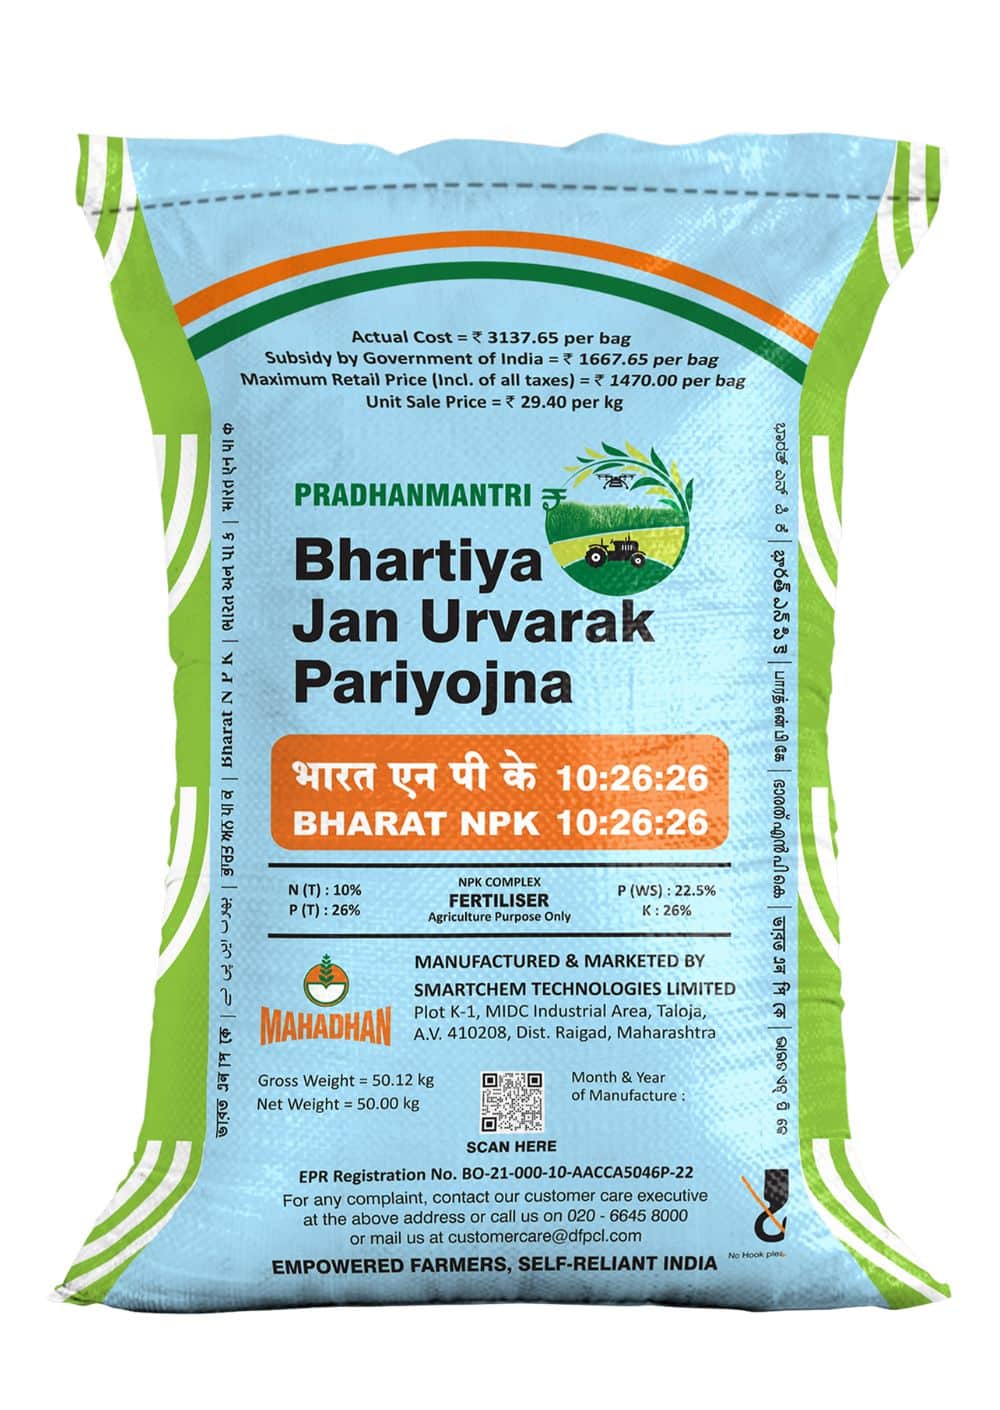 Actual Cost = ₹ 3137.65 per bag
Subsidy by Government of India = ₹ 1667.65 per bag
Maximum Retail Price (Incl. of all taxes) = ₹ 1470.00 per bag
Unit Sale Price = ₹ 29.40 per kg
PRADHANMANTRI
Bhartiya
Jan Urvarak
Pariyojna
भारत एन पी के 10:26:26
BHARAT NPK 10:26:26
N (T) : 10%
P (T) : 26%
NPK COMPLEX
FERTILISER
Agriculture Purpose Only
P (WS) : 22.5%
K : 26%
MAHADHAN
MANUFACTURED & MARKETED BY
SMARTCHEM TECHNOLOGIES LIMITED
Plot K-1, MIDC Industrial Area, Taloja,
A.V. 410208, Dist. Raigad, Maharashtra
Gross Weight = 50.12 kg
Net Weight = 50.00 kg
SCAN HERE
Month & Year
of Manufacture :
EPR Registration No. BO-21-000-10-AACCA5046P-22
For any complaint, contact our customer care executive
at the above address or call us on 020 - 6645 8000
or mail us at customercare@dfpcl.com
EMPOWERED FARMERS, SELF-RELIANT INDIA
No Hook please
Bharat N P K